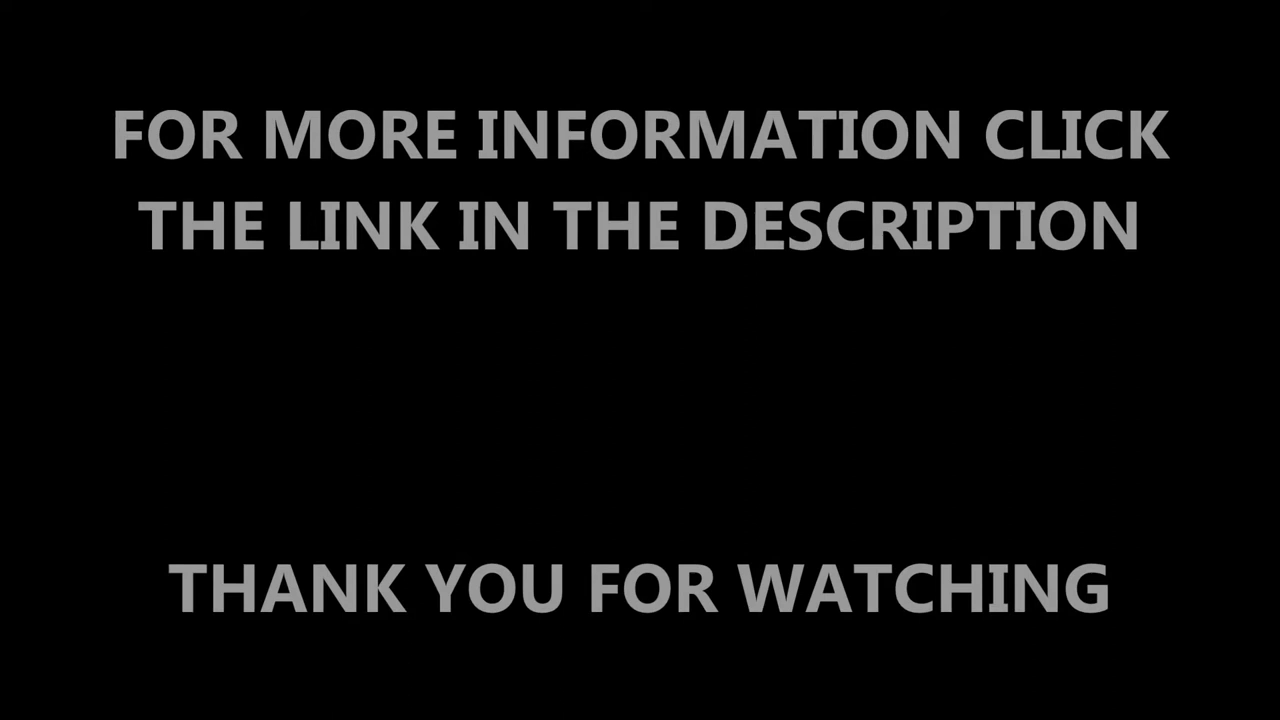 FOR MORE INFORMATION CLICK
THE LINK IN THE DESCRIPTION
THANK YOU FOR WATCHING